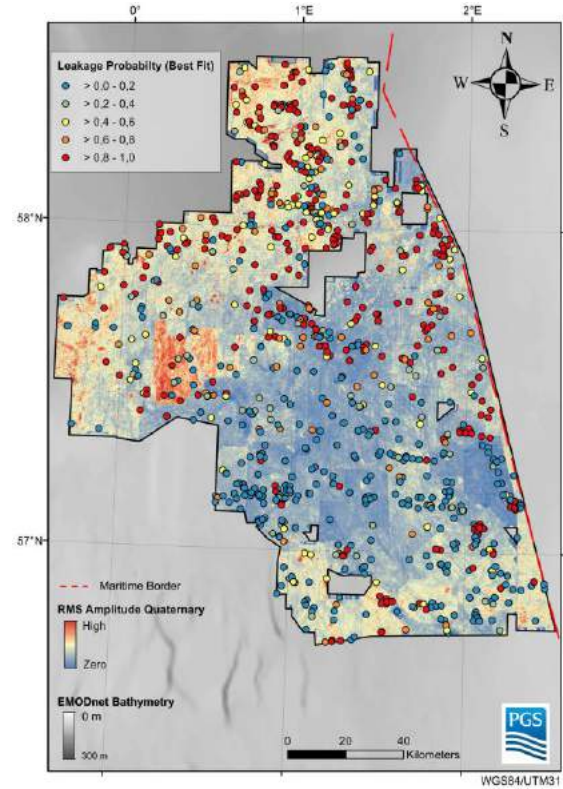 0°
1°E
2°E
N
W
E
S
Leakage Probabilty (Best Fit)
> 0,0 - 0,2
> 0,2 - 0,4
> 0,4 - 0,6
> 0,6 - 0,8
> 0,8 - 1,0
58°N
57°N
Maritime Border
RMS Amplitude Quaternary
High
Zero
EMODnet Bathymetry
0 m
300 m
0
20
40
Kilometers
PGS
WGS84/UTM31